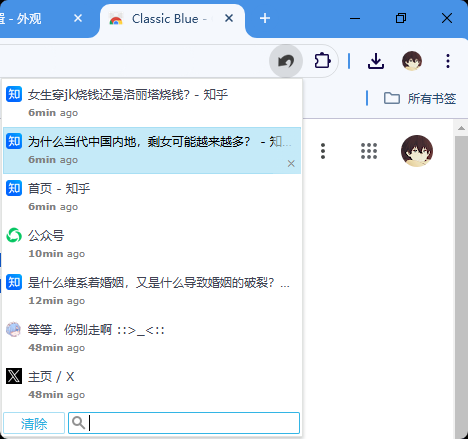 置 - 外观
Classic Blue -
所有书签
女生穿jk烧钱还是洛丽塔烧钱? - 知乎
6min ago
为什么当代中国内地，剩女可能越来越多？ - 知...
6min ago
首页 - 知乎
6min ago
公众号
10min ago
是什么维系着婚姻，又是什么导致婚姻的破裂？...
12min ago
等等，你别走啊 ::>_<::
48min ago
主页 / X
48min ago
清除